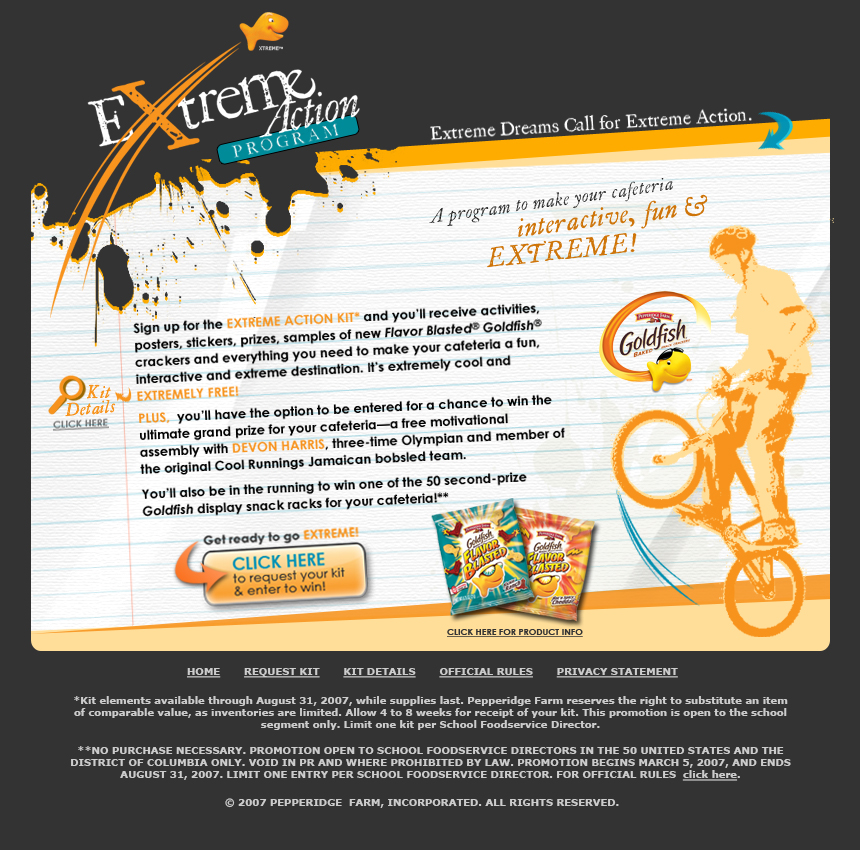 XTREME™
Extreme
Action
PROGRAM
Extreme Dreams Call for Extreme Action.
A program to make your cafeteria
interactive, fun &
EXTREME!
Sign up for the EXTREME ACTION KIT* and you'll receive activities,
posters, stickers, prizes, samples of new Flavor Blasted® Goldfish®
crackers and everything you need to make your cafeteria a fun,
interactive and extreme destination. It's extremely cool and
EXTREMELY FREE!
Kit
Details
CLICK HERE
PLUS, you'll have the option to be entered for a chance to win the
ultimate grand prize for your cafeteria—a free motivational
assembly with DEVON HARRIS, three-time Olympian and member of
the original Cool Runnings Jamaican bobsled team.
You'll also be in the running to win one of the 50 second-prize
Goldfish display snack racks for your cafeteria!**
PEPPERIDGE FARM
Goldfish
BAKED SNACK CRACKERS
Get ready to go EXTREME!
CLICK HERE
to request your kit
& enter to win!
Goldfish
FLAVOR
BLASTED
Goldfish
FLAVOR
BLASTED
CLICK HERE FOR PRODUCT INFO
HOME REQUEST KIT KIT DETAILS OFFICIAL RULES PRIVACY STATEMENT
*Kit elements available through August 31, 2007, while supplies last. Pepperidge Farm reserves the right to substitute an item
of comparable value, as inventories are limited. Allow 4 to 8 weeks for receipt of your kit. This promotion is open to the school
segment only. Limit one kit per School Foodservice Director.
**NO PURCHASE NECESSARY. PROMOTION OPEN TO SCHOOL FOODSERVICE DIRECTORS IN THE 50 UNITED STATES AND THE
DISTRICT OF COLUMBIA ONLY. VOID IN PR AND WHERE PROHIBITED BY LAW. PROMOTION BEGINS MARCH 5, 2007, AND ENDS
AUGUST 31, 2007. LIMIT ONE ENTRY PER SCHOOL FOODSERVICE DIRECTOR. FOR OFFICIAL RULES click here.
© 2007 PEPPERIDGE FARM, INCORPORATED. ALL RIGHTS RESERVED.